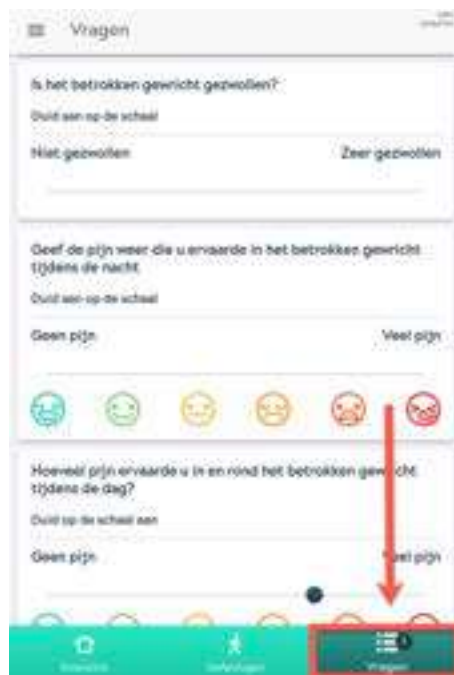 Vragen
Is het betrokken gewricht gezwollen?
Duid aan op de schaal
Niet gezwollen Zeer gezwollen
Geef de pijn weer die u ervaarde in het betrokken gewricht
tijdens de nacht
Duid aan op de schaal
Geen pijn Veel pijn
Hoeveel pijn ervaarde u in en rond het betrokken gewricht
tijdens de dag?
Duid op de schaal aan
Geen pijn Veel pijn
Oefeningen Vragen